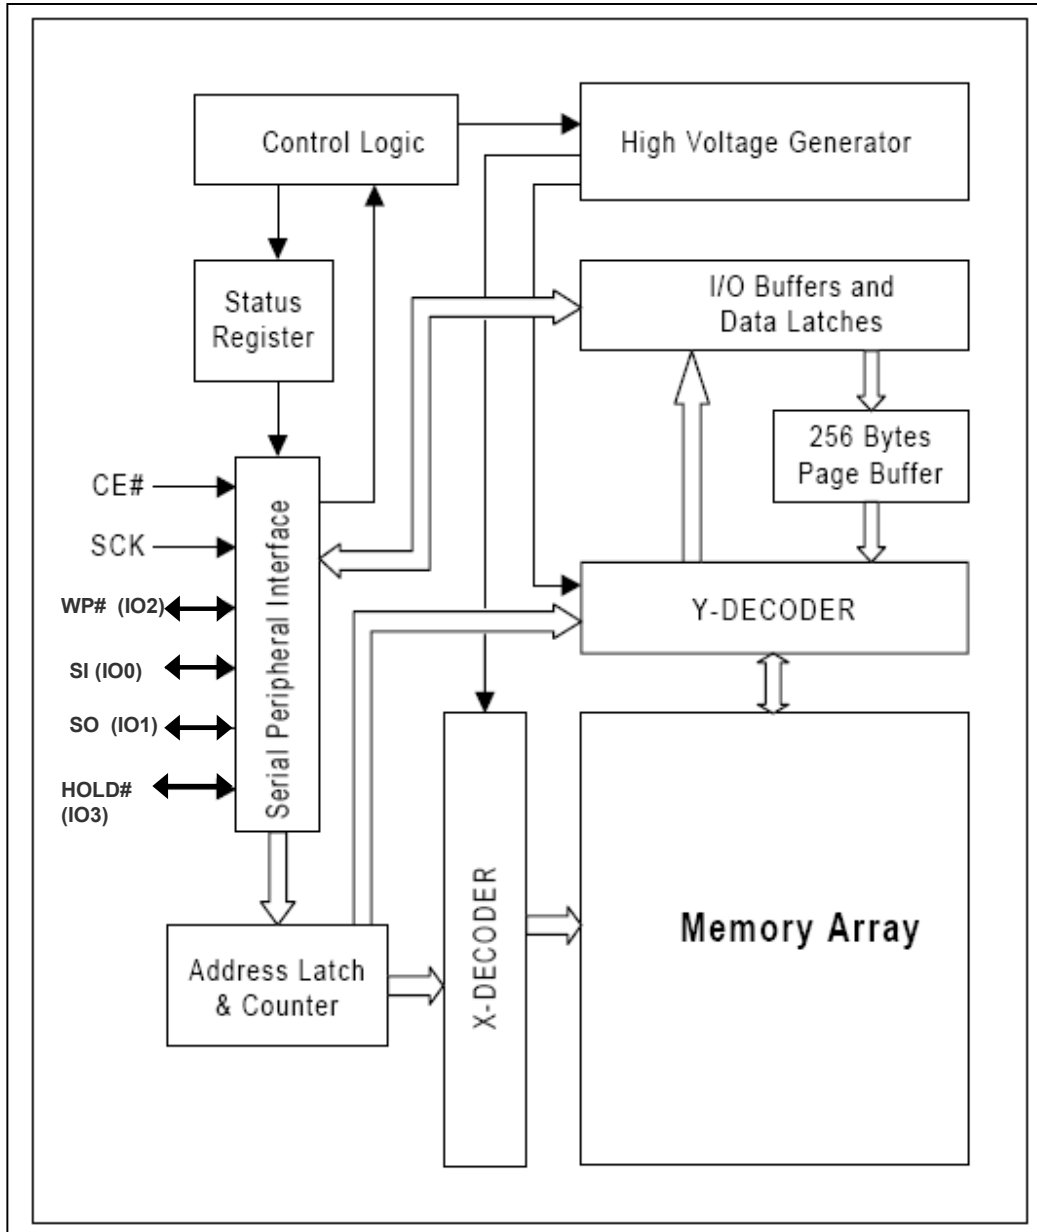 Control Logic
High Voltage Generator
Status
Register
I/O Buffers and
Data Latches
256 Bytes
Page Buffer
CE#
SCK
WP# (IO2)
SI (IO0)
SO (IO1)
HOLD#
(IO3)
Serial Peripheral Interface
Y-DECODER
X-DECODER
Memory Array
Address Latch
& Counter